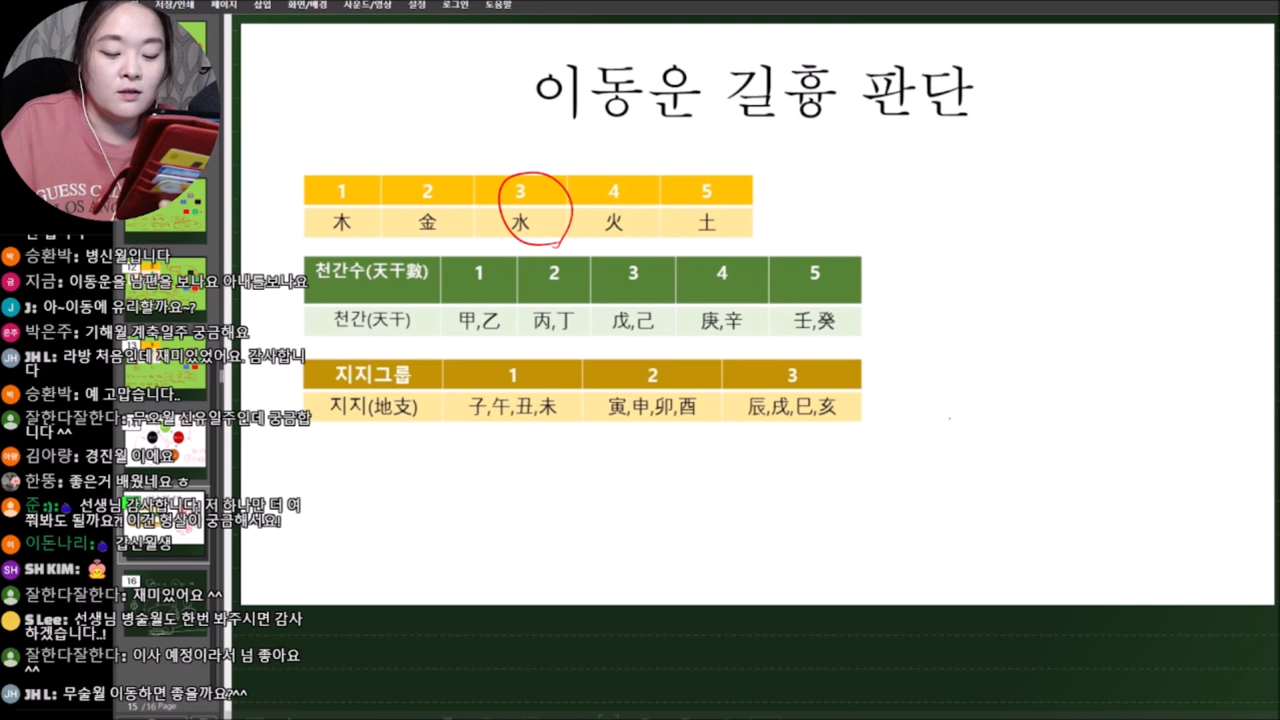 저장/인쇄 페이지 삽입 화면/배경 사운드/영상 설정 로그인 도움말
이동운 길흉 판단
1 2 3 4 5
木 金 水 火 土
천간수(天干數) 1 2 3 4 5
천간(天干) 甲,乙 丙,丁 戊,己 庚,辛 壬,癸
지지그룹 1 2 3
지지(地支) 子,午,丑,未 寅,申,卯,酉 辰,戌,巳,亥
GUESS
LOS AN
승환박: 병신월입니다
지금: 이동운을 남편을 보나요 아내를보나요
J: 아~이동에 유리할까요~?
박은주: 기해월 계축일주 궁금해요
JH L: 라방 처음인데 재미있었어요. 감사합니
다
승환박: 예 고맙습니다..
잘한다잘한다: 무오월 신유일주인데 궁금합
니다 ^^
김아량: 경진월 이에요
한뚱: 좋은거 배웠네요 ㅎ
선생님 감사합니다! 저 하나만 더 여
쭤봐도 될까요?! 이건 형살이 궁금해서요!
이돈나리: 갑신월생
SH KIM:
잘한다잘한다: 재미있어요 ^^
S Lee: 선생님 병술월도 한번 봐주시면 감사
하겠습니다..!
잘한다잘한다: 이사 예정이라서 넘 좋아요
^^
JH L: 무술월 이동하면 좋을까요?^^
12
13
16
15 /16 Page